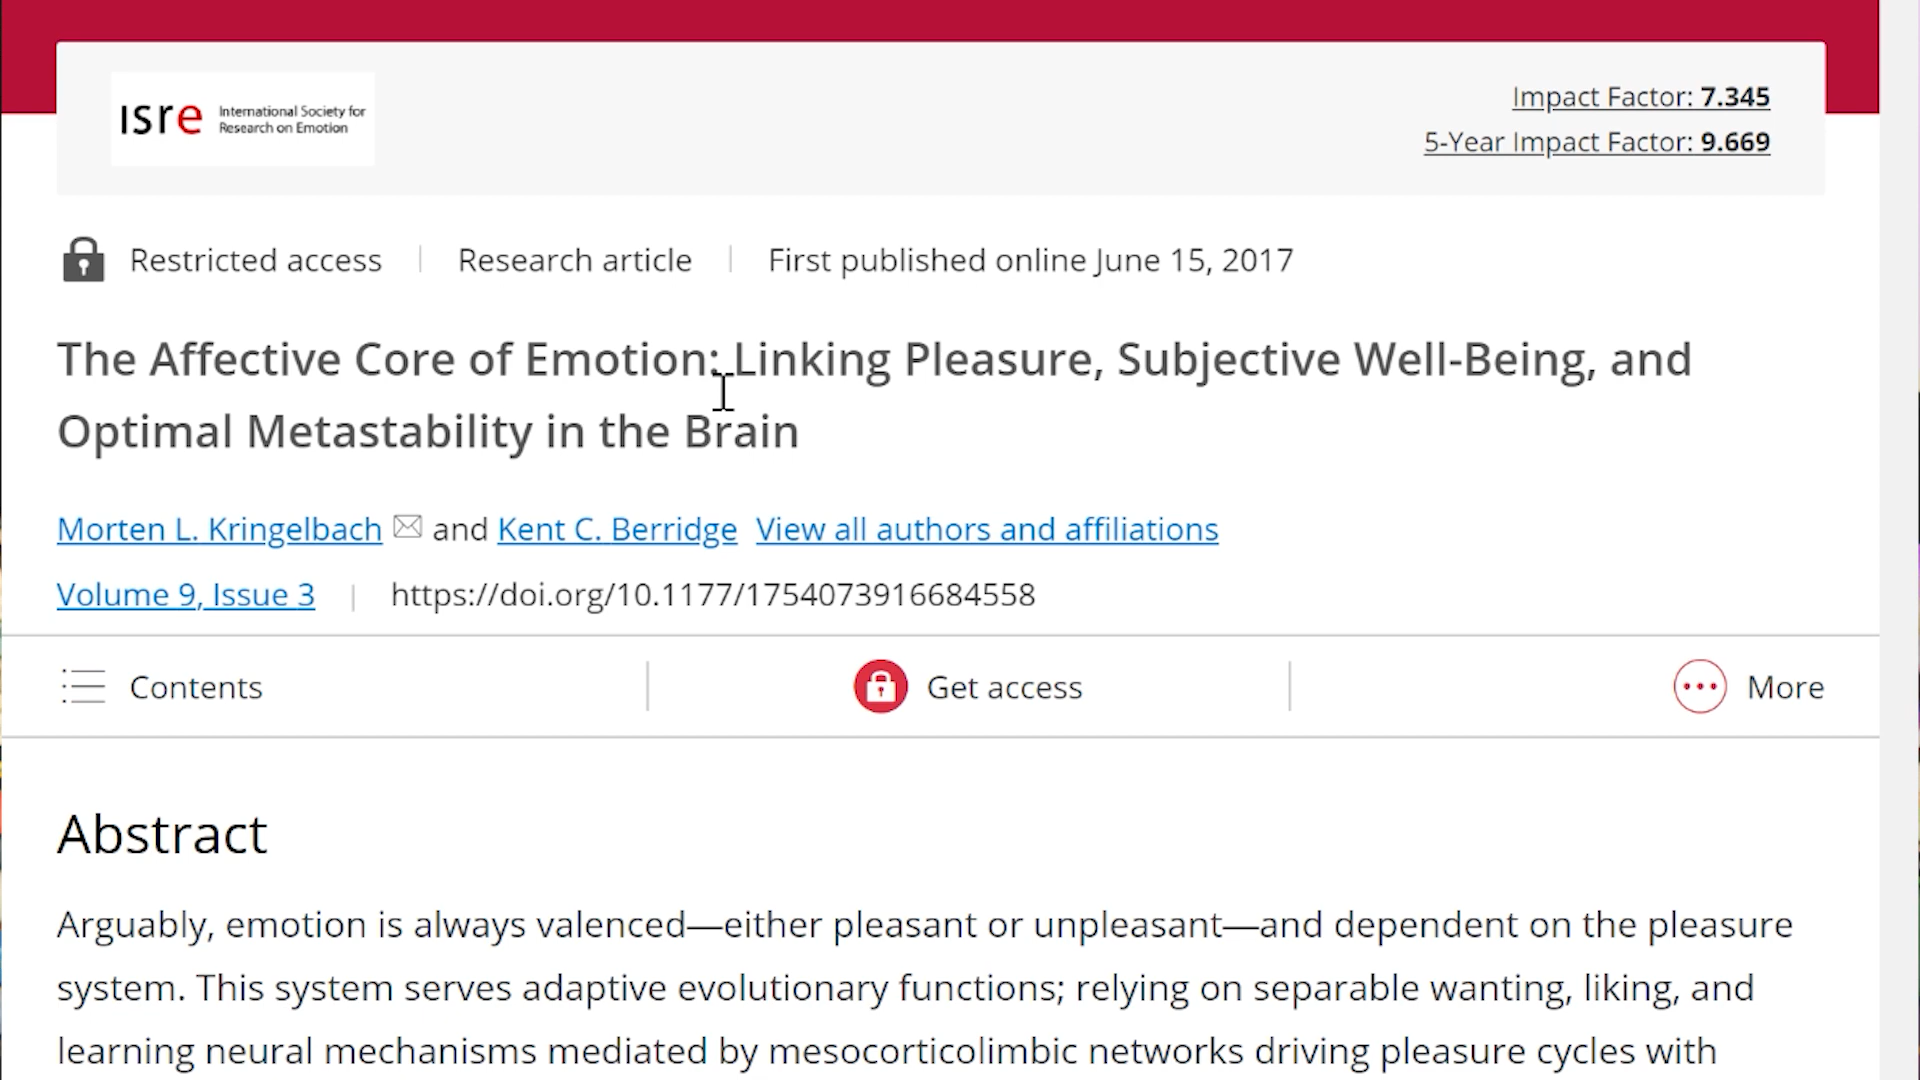 isre International Society for
Research on Emotion
Impact Factor: 7.345
5-Year Impact Factor: 9.669
Restricted access | Research article | First published online June 15, 2017
The Affective Core of Emotion: Linking Pleasure, Subjective Well-Being, and
Optimal Metastability in the Brain
Morten L. Kringelbach and Kent C. Berridge View all authors and affiliations
Volume 9, Issue 3 | https://doi.org/10.1177/1754073916684558
Contents
Get access
More
Abstract
Arguably, emotion is always valenced—either pleasant or unpleasant—and dependent on the pleasure
system. This system serves adaptive evolutionary functions; relying on separable wanting, liking, and
learning neural mechanisms mediated by mesocorticolimbic networks driving pleasure cycles with